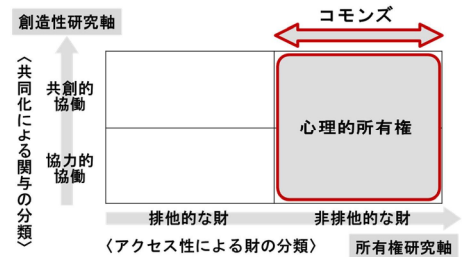 創造性研究軸
コモンズ
〈共同化による関与の分類〉
共創的
協働
心理的所有権
協力的
協働
排他的な財
非排他的な財
〈アクセス性による財の分類〉
所有権研究軸